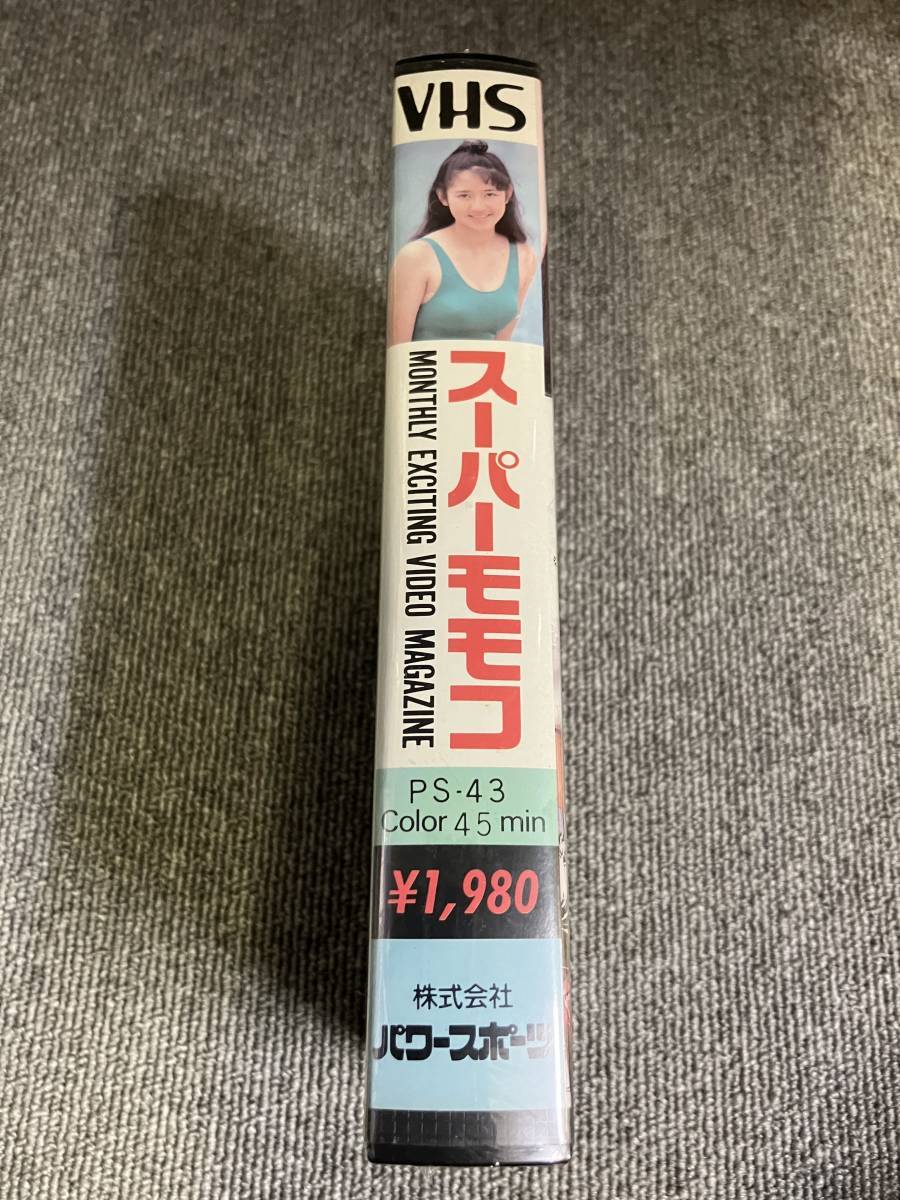 VHS
スーパーモモコ
MONTHLY EXCITING VIDEO MAGAZINE
PS-43
Color 45 min
¥1,980
株式会社
パワースポーツ